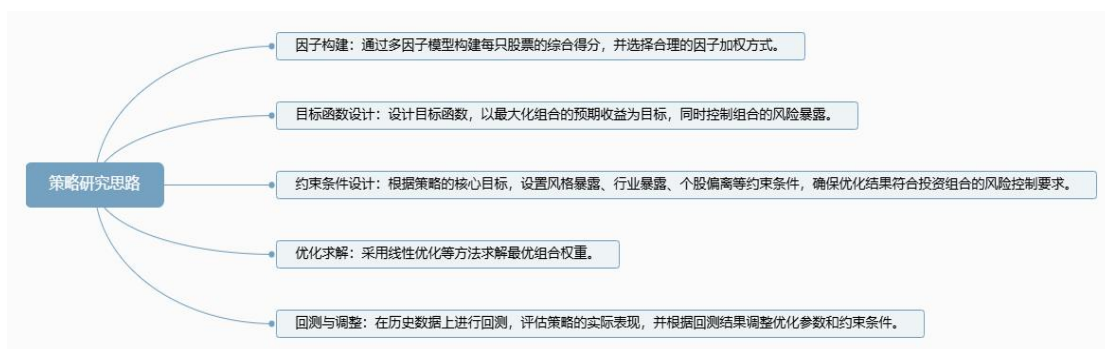 因子构建：通过多因子模型构建每只股票的综合得分，并选择合理的因子加权方式。
目标函数设计：设计目标函数，以最大化组合的预期收益为目标，同时控制组合的风险暴露。
策略研究思路
约束条件设计：根据策略的核心目标，设置风格暴露、行业暴露、个股偏离等约束条件，确保优化结果符合投资组合的风险控制要求。
优化求解：采用线性优化等方法求解最优组合权重。
回测与调整：在历史数据上进行回测，评估策略的实际表现，并根据回测结果调整优化参数和约束条件。